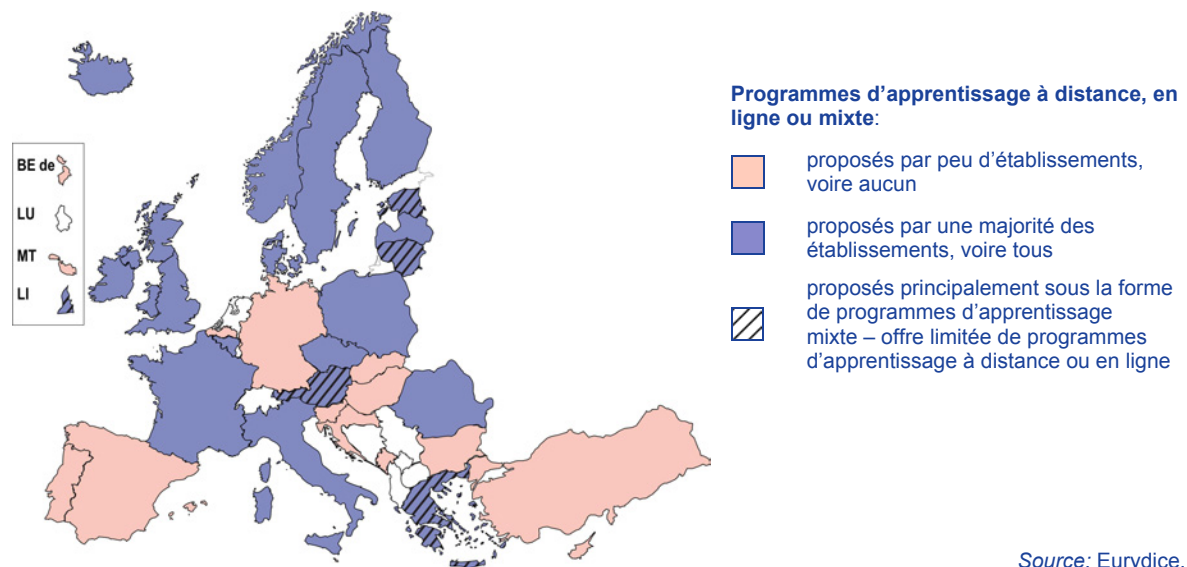 BE de
LU
MT
LI
Programmes d’apprentissage à distance, en
ligne ou mixte:
proposés par peu d’établissements,
voire aucun
proposés par une majorité des
établissements, voire tous
proposés principalement sous la forme
de programmes d’apprentissage
mixte – offre limitée de programmes
d’apprentissage à distance ou en ligne
Source: Eurydice.